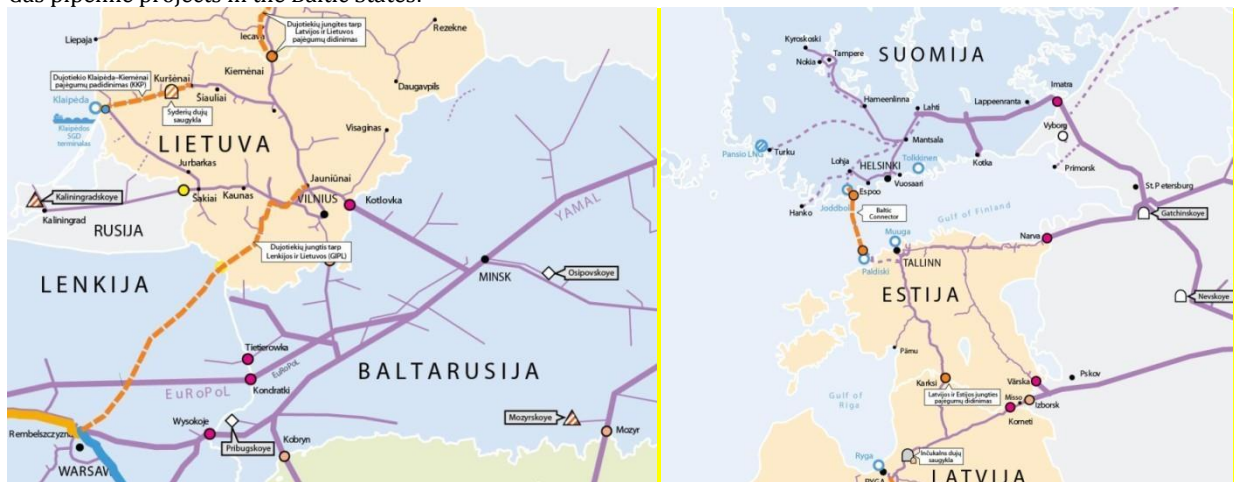 Gas pipeline projects in the Baltic States.
Liepaja
Iecava
Dujotiekių jungties tarp
Latvijos ir Lietuvos
pajėgumų didinimas
Rezekne
Kiemėnai
Dujotiekio Klaipėda–Kiemėnai
pajėgumų padidinimas (KKP)
Kuršėnai
Daugavpils
Klaipėda
Šiauliai
Syderių dujų
saugykla
Klaipėdos
SGD
terminalas
LIETUVA
Visaginas
Jurbarkas
Jauniūnai
Kaliningradskoye
Šakiai
Kaunas
VILNIUS
Kotlovka
Kaliningrad
RUSIJA
YAMAL
Dujotiekių jungtis tarp
Lenkijos ir Lietuvos (GIPL)
MINSK
Osipovskoye
LENKIJA
Tietierowka
EuRoPoL
BALTARUSIJA
EuRoPoL
Kondratki
Wysokoje
Mozyrskoye
Rembelszczyzna
Pribugskoye
Kobryn
Mozyr
WARSAW
Kyroskoski
Tampere
Nokia
SUOMIJA
Imatra
Hameenlinna
Lahti
Lappeenranta
Vyborg
Pansio LNG
Turku
Mantsala
Lohja
HELSINKI
Tolkkinen
Kotka
Primorsk
Vuosaari
Espoo
St.P etersburg
Hanko
Joddbole
Baltic
Connector
Gulf of Finland
Gatchinskoye
Muuga
Narva
TALLINN
Paldiski
ESTIJA
Nevskoye
Pärnu
Karksi
Värska
Pskov
Gulf of
Riga
Latvijos ir Estijos jungties
pajėgumų didinimas
Misso
Izborsk
Korneti
Inčukalns dujų
saugykla
Ryga
RYGA
LATVIJA